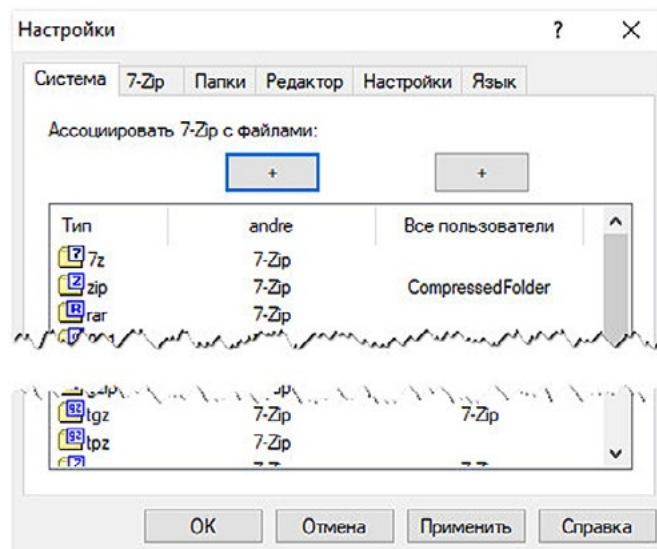 Настройки ? ✕
Система 7-Zip Папки Редактор Настройки Язык
Ассоциировать 7-Zip с файлами:
+ +
Тип andre Все пользователи
7z 7-Zip
zip 7-Zip CompressedFolder
rar 7-Zip
tgz 7-Zip 7-Zip
tpz 7-Zip
ОК Отмена Применить Справка